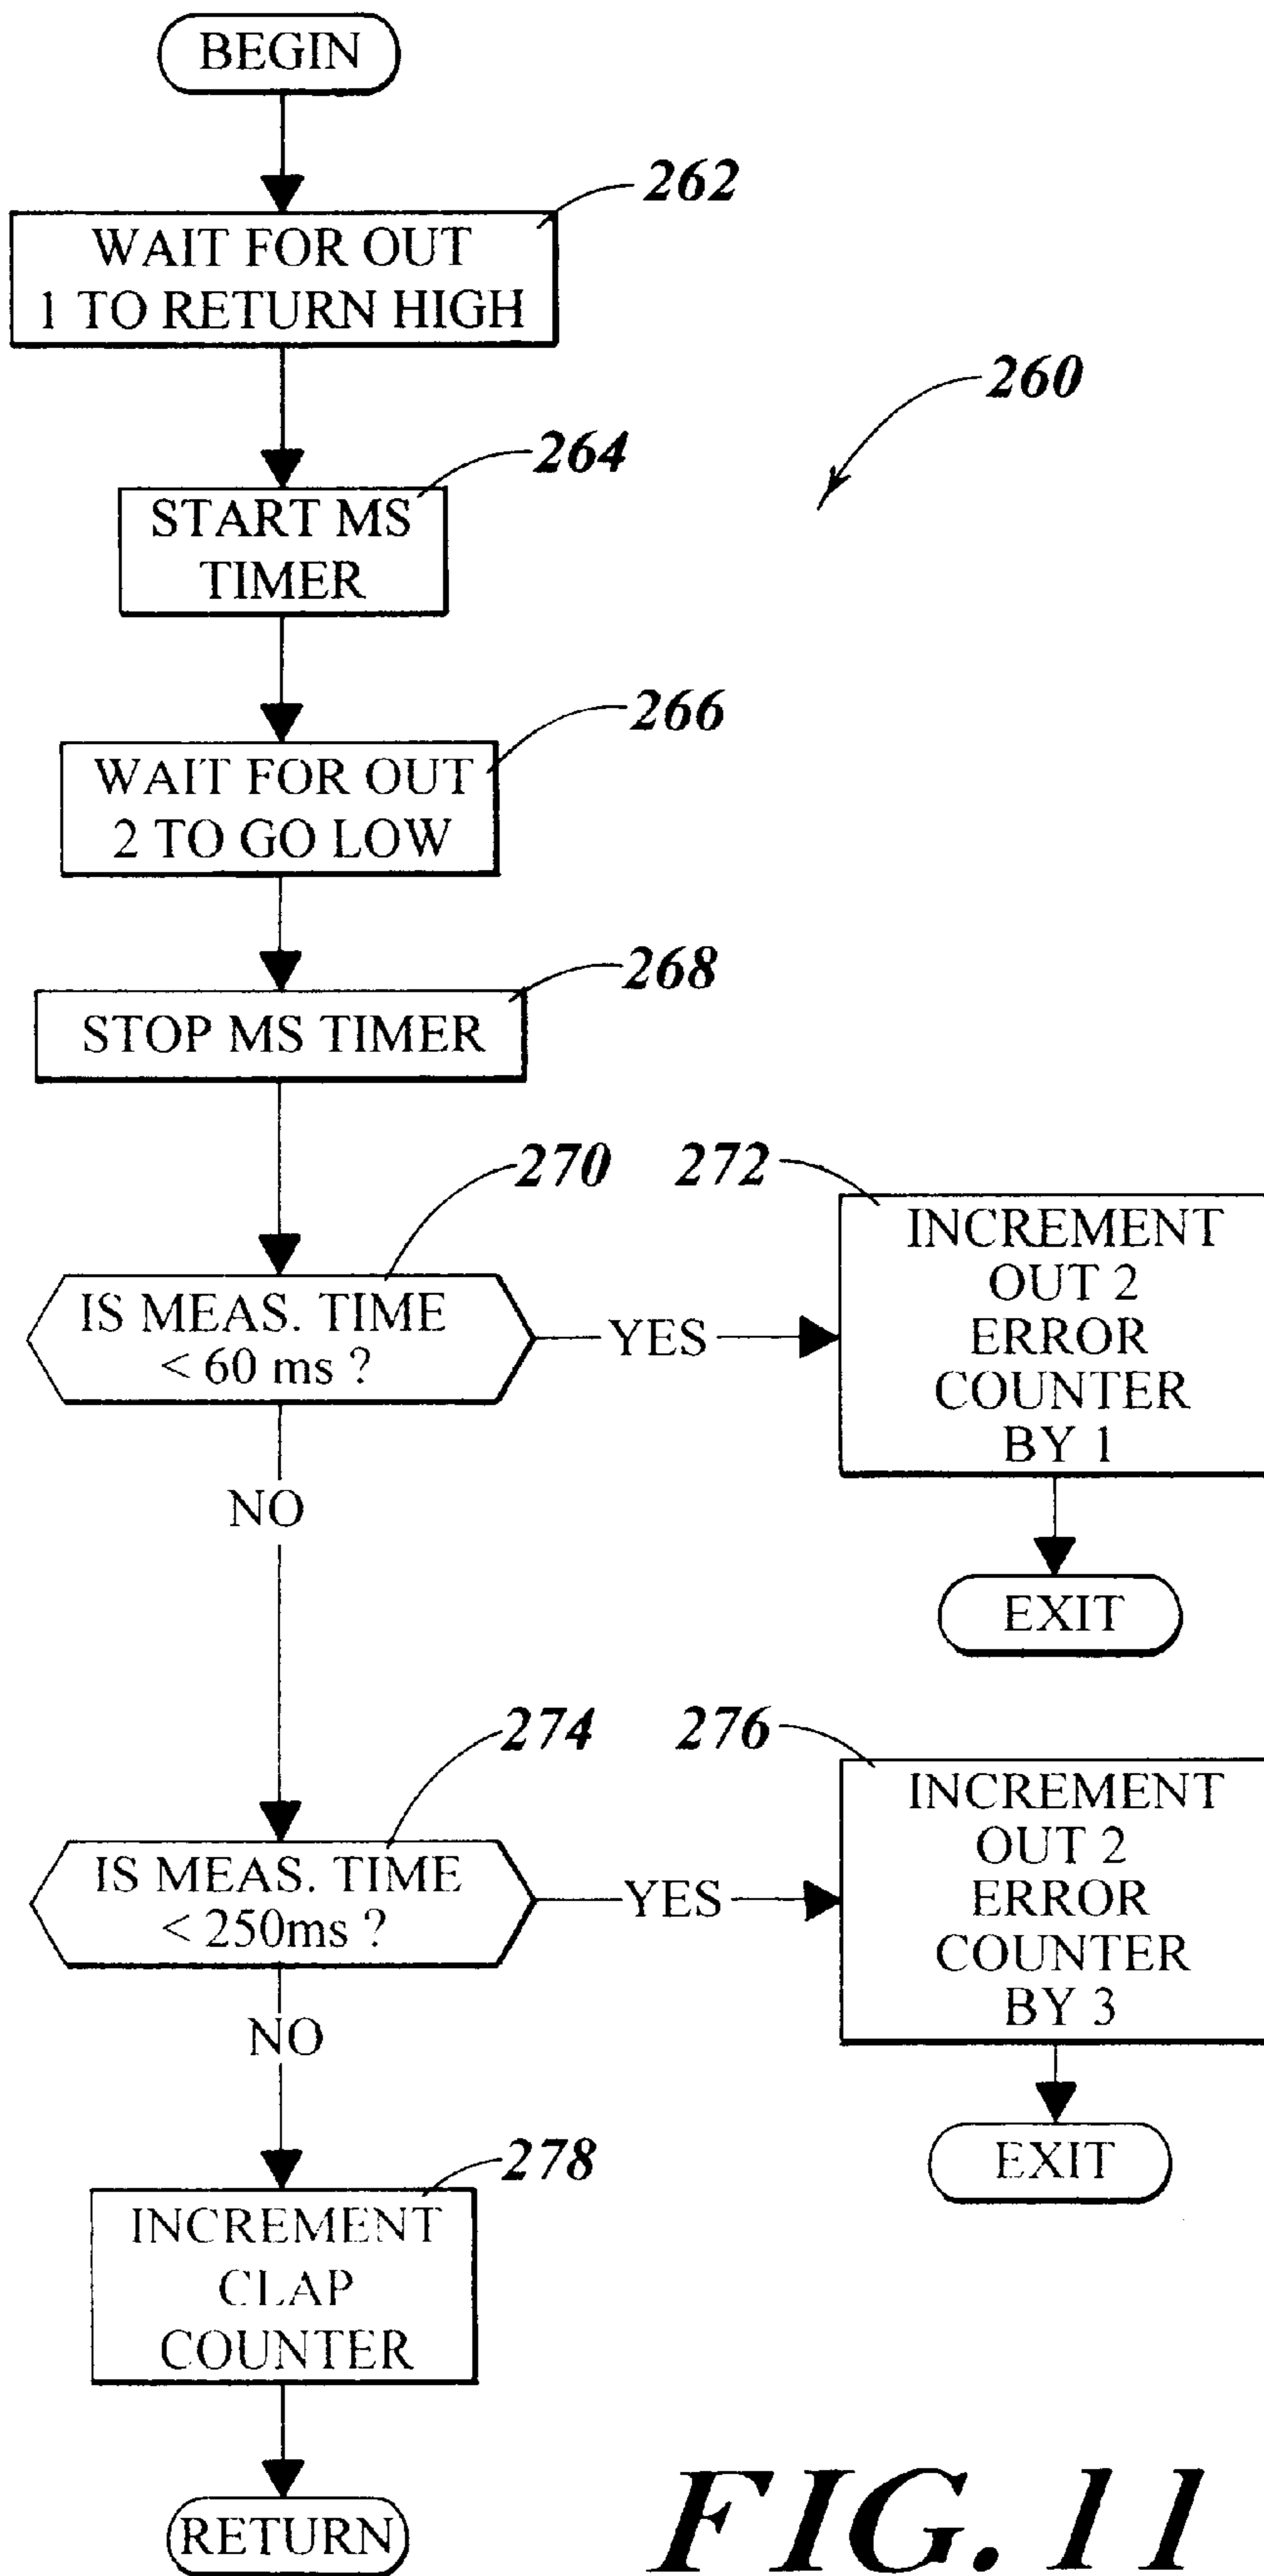 BEGIN
262
WAIT FOR OUT
1 TO RETURN HIGH
260
264
START MS
TIMER
266
WAIT FOR OUT
2 TO GO LOW
268
STOP MS TIMER
270
IS MEAS. TIME
< 60 ms ?
YES
272
INCREMENT
OUT 2
ERROR
COUNTER
BY 1
EXIT
NO
274
IS MEAS. TIME
< 250ms ?
YES
276
INCREMENT
OUT 2
ERROR
COUNTER
BY 3
EXIT
NO
278
INCREMENT
CLAP
COUNTER
RETURN
FIG. 11